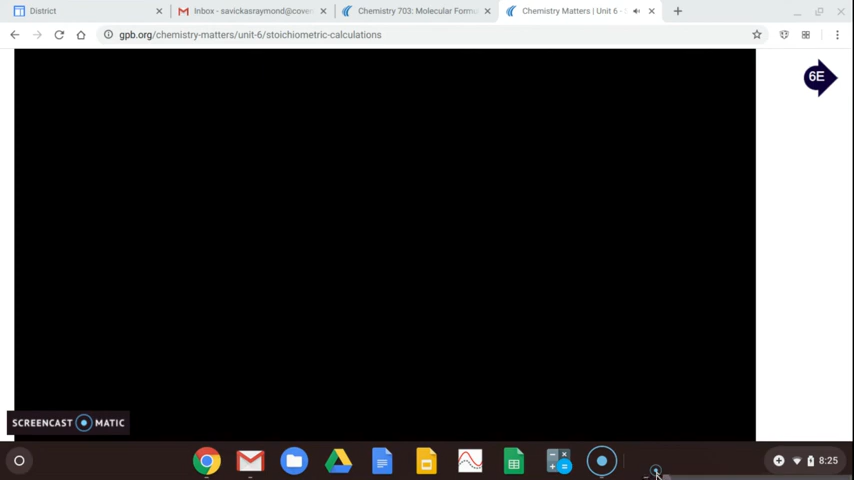 District
Inbox - savickasraymond@cove
Chemistry 703: Molecular Formu
Chemistry Matters | Unit 6 -
gpb.org/chemistry-matters/unit-6/stoichiometric-calculations
6E
SCREENCAST MATIC
8:25